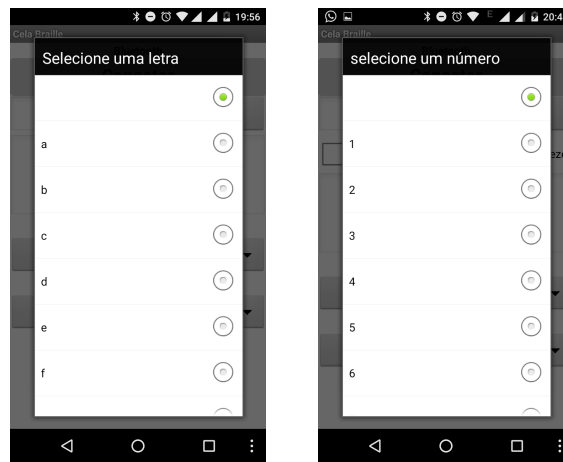 19:56
Cela Braille
Selecione uma letra
a
b
c
d
e
f
E 20:4
Cela Braille
selecione um número
1
2
3
4
5
6